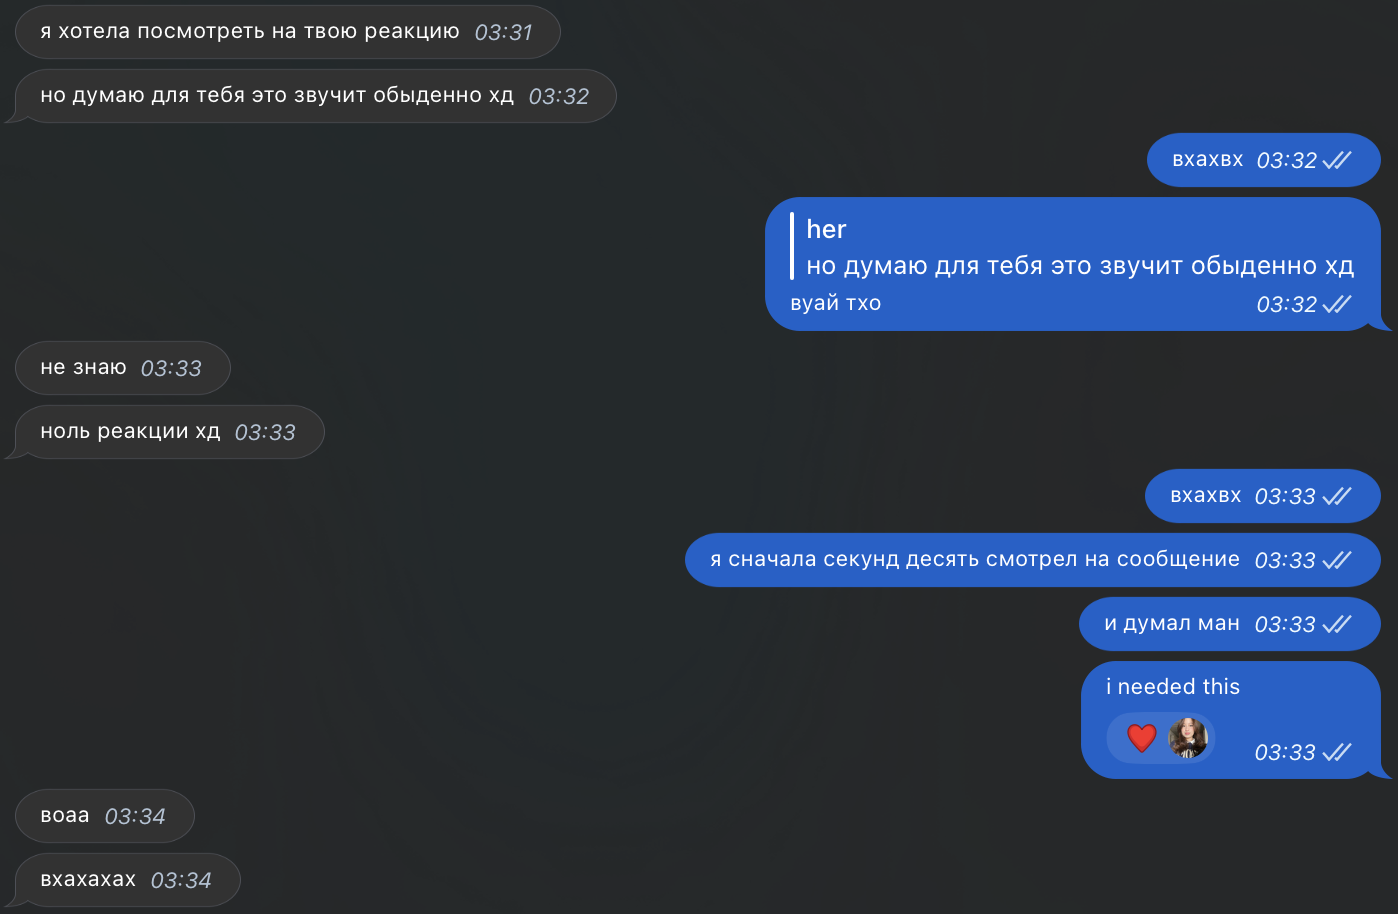 я хотела посмотреть на твою реакцию 03:31
но думаю для тебя это звучит обыденно хд 03:32
вхахвх 03:32
her
но думаю для тебя это звучит обыденно хд
вуай тхо 03:32
не знаю 03:33
ноль реакции хд 03:33
вхахвх 03:33
я сначала секунд десять смотрел на сообщение 03:33
и думал ман 03:33
i needed this
03:33
воаа 03:34
вхахахах 03:34